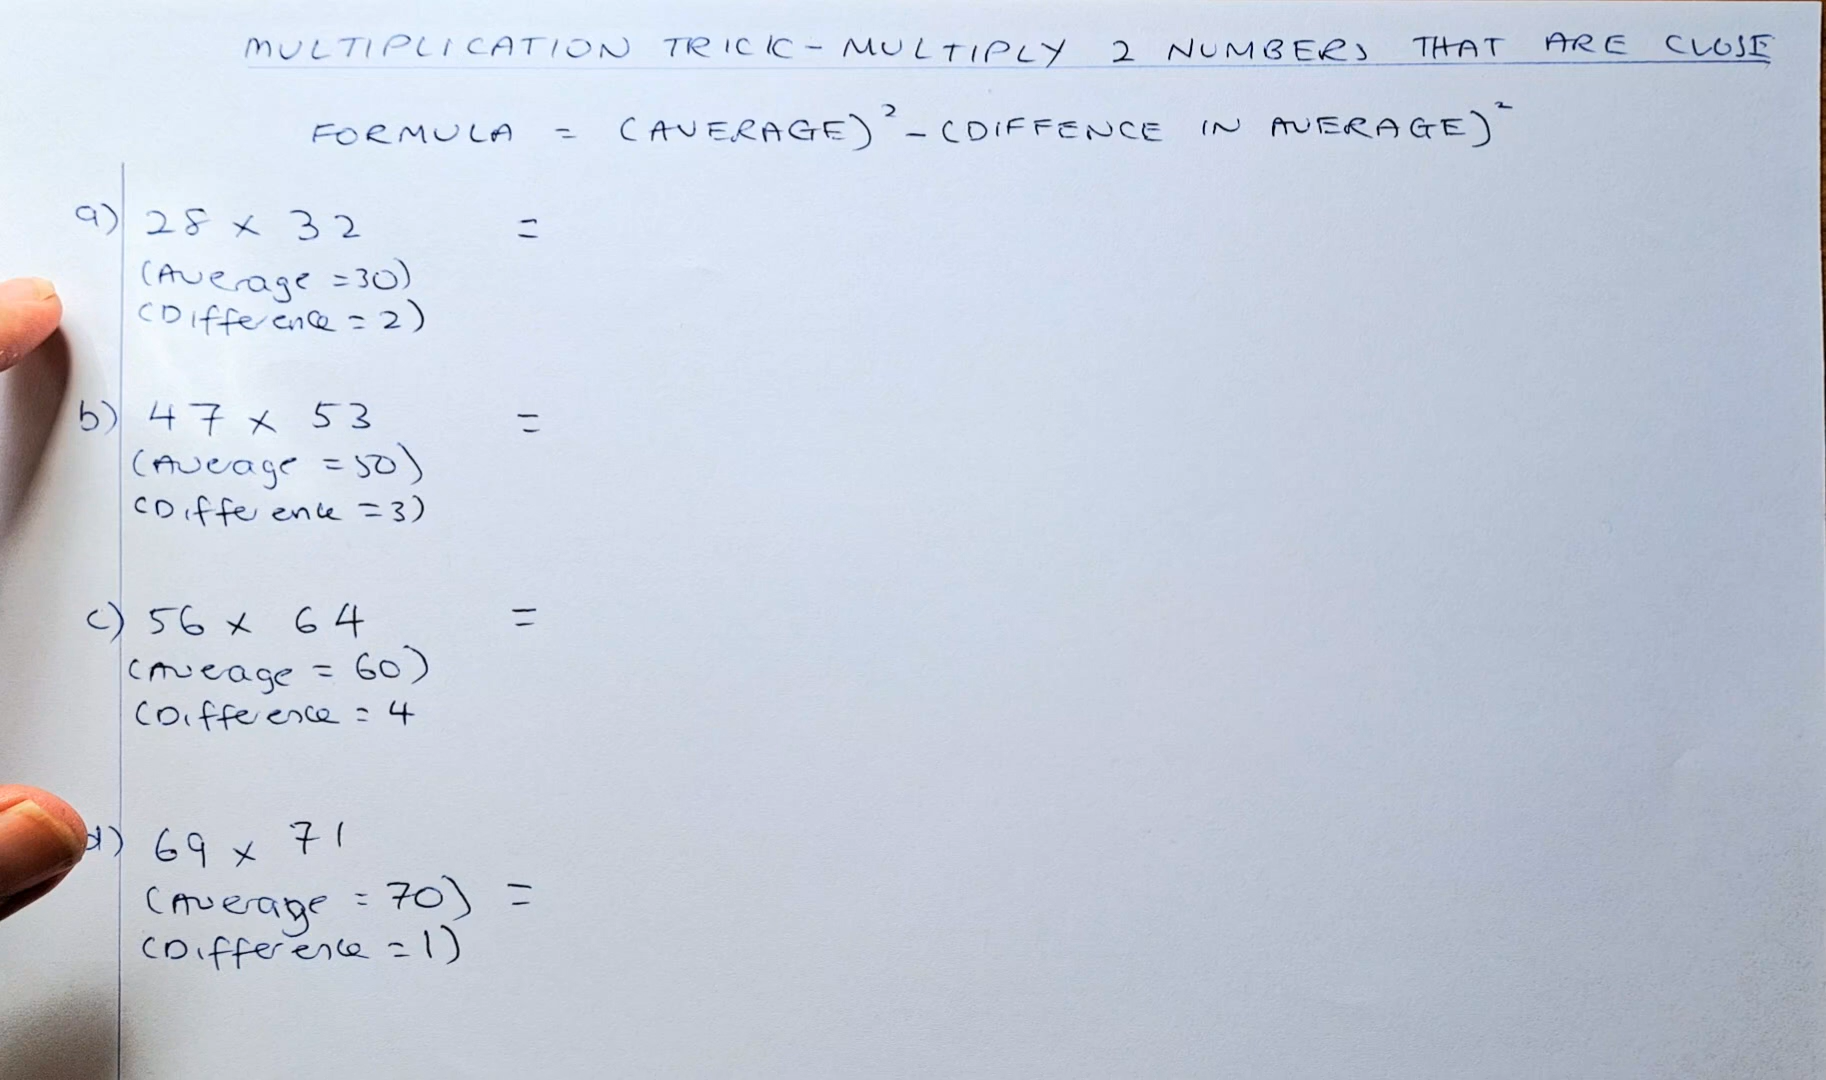 MULTIPLICATION TRICK - MULTIPLY 2 NUMBERS THAT ARE CLOSE
FORMULA = (AVERAGE)² - (DIFFENCE IN AVERAGE)²
a) 28 × 32 =
(Average = 30)
(Difference = 2)
b) 47 × 53 =
(Average = 50)
(Difference = 3)
c) 56 × 64 =
(Average = 60)
(Difference = 4
d) 69 × 71
(Average = 70) =
(Difference = 1)